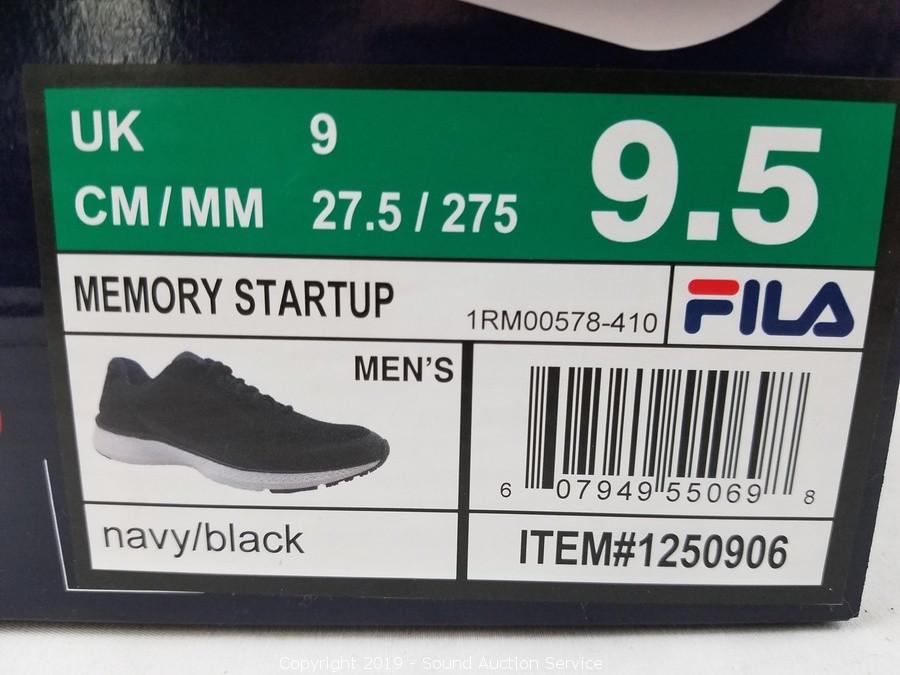 UK 9
CM/MM 27.5 / 275
9.5
MEMORY STARTUP
1RM00578-410
FILA
MEN'S
6 07949 55069 8
navy/black
ITEM#1250906
Copyright 2019 - Sound Auction Service